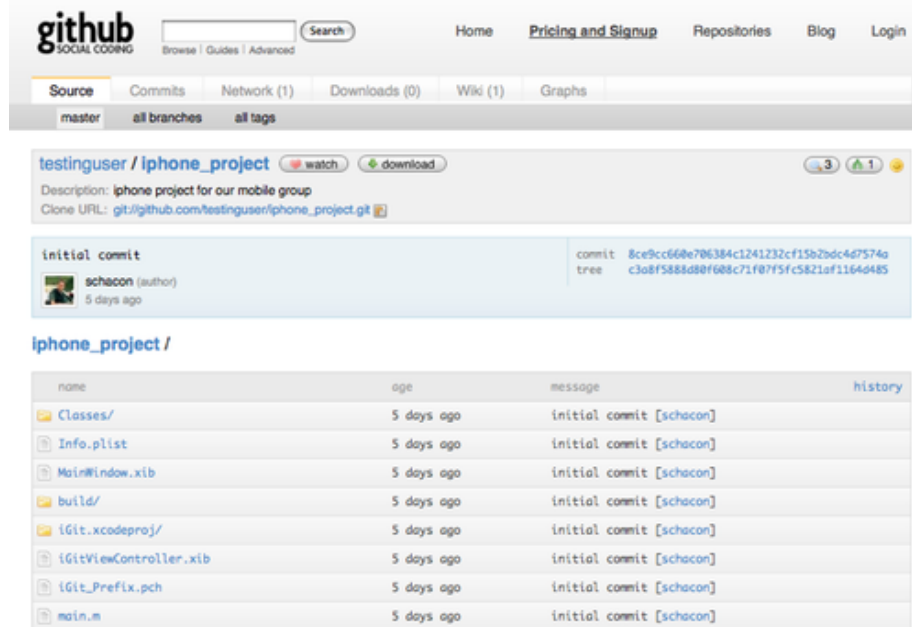 github
SOCIAL CODING
Search
Browse | Guides | Advanced
Home Pricing and Signup Repositories Blog Login
Source Commits Network (1) Downloads (0) Wiki (1) Graphs
master all branches all tags
testinguser / iphone_project watch download 3 1
Description: iphone project for our mobile group
Clone URL: git://github.com/testinguser/iphone_project.git
initial commit
commit 8ce9cc660e706384c1241232cf15b2bdc4d7574a
schacon (author)
tree c3a8f5888d80f608c71f07f5fc5821af1164d485
5 days ago
iphone_project /
name age message history
Classes/ 5 days ago initial commit [schacon]
Info.plist 5 days ago initial commit [schacon]
MainWindow.xib 5 days ago initial commit [schacon]
build/ 5 days ago initial commit [schacon]
iGit.xcodeproj/ 5 days ago initial commit [schacon]
iGitViewController.xib 5 days ago initial commit [schacon]
iGit_Prefix.pch 5 days ago initial commit [schacon]
main.m 5 days ago initial commit [schacon]